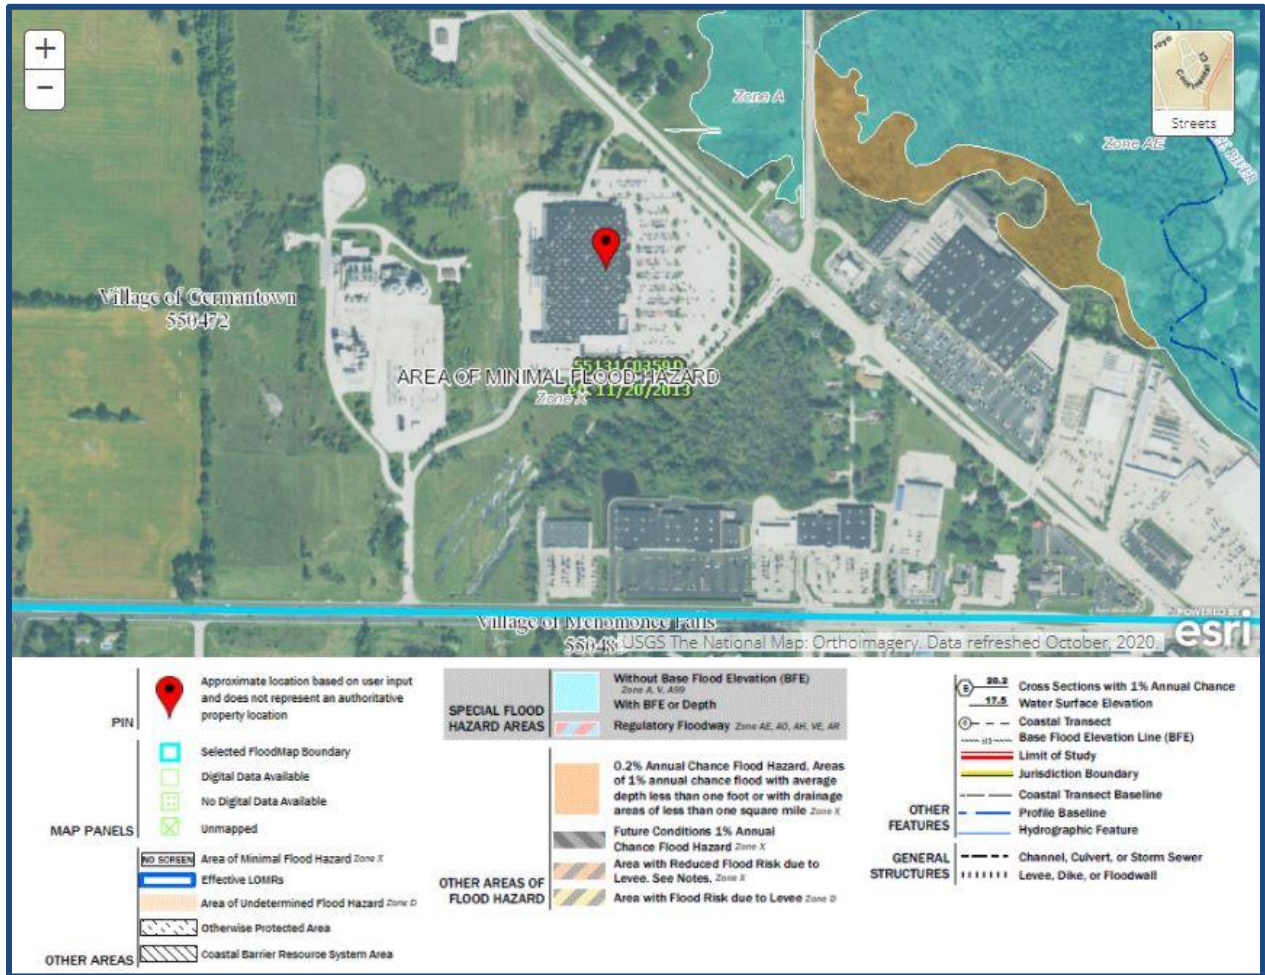 +
−
Zone A
Streets
Zone AE
RIVER
Village of Germantown
550472
55131C0359D
eff. 11/20/2013
AREA OF MINIMAL FLOOD HAZARD
Zone X
Village of Menomonee Falls
USGS The National Map: Orthoimagery. Data refreshed October, 2020.
POWERED BY
esri
PIN
Approximate location based on user input
and does not represent an authoritative
property location
MAP PANELS
Selected FloodMap Boundary
Digital Data Available
No Digital Data Available
Unmapped
OTHER AREAS
NO SCREEN Area of Minimal Flood Hazard Zone X
Effective LOMRs
Area of Undetermined Flood Hazard Zone D
Otherwise Protected Area
Coastal Barrier Resource System Area
SPECIAL FLOOD
HAZARD AREAS
Without Base Flood Elevation (BFE)
Zone A, V, A99
With BFE or Depth
Regulatory Floodway Zone AE, AO, AH, VE, AR
OTHER AREAS OF
FLOOD HAZARD
0.2% Annual Chance Flood Hazard, Areas
of 1% annual chance flood with average
depth less than one foot or with drainage
areas of less than one square mile Zone X
Future Conditions 1% Annual
Chance Flood Hazard Zone X
Area with Reduced Flood Risk due to
Levee. See Notes. Zone X
Area with Flood Risk due to Levee Zone D
OTHER
FEATURES
20.2 Cross Sections with 1% Annual Chance
17.5 Water Surface Elevation
Coastal Transect
Base Flood Elevation Line (BFE)
Limit of Study
Jurisdiction Boundary
Coastal Transect Baseline
Profile Baseline
Hydrographic Feature
GENERAL
STRUCTURES
Channel, Culvert, or Storm Sewer
Levee, Dike, or Floodwall